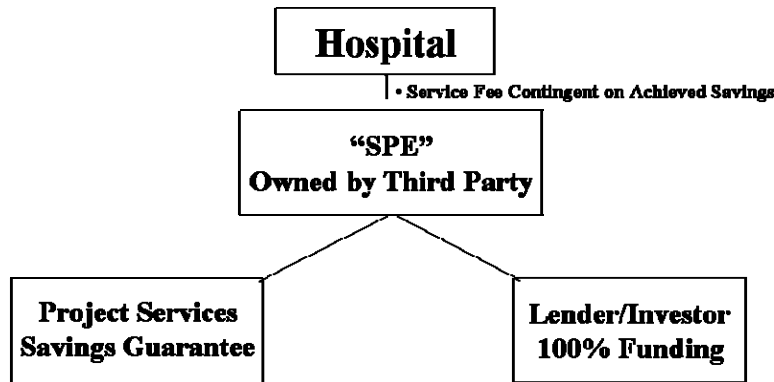 Hospital
• Service Fee Contingent on Achieved Savings
“SPE”
Owned by Third Party
Project Services
Savings Guarantee
Lender/Investor
100% Funding